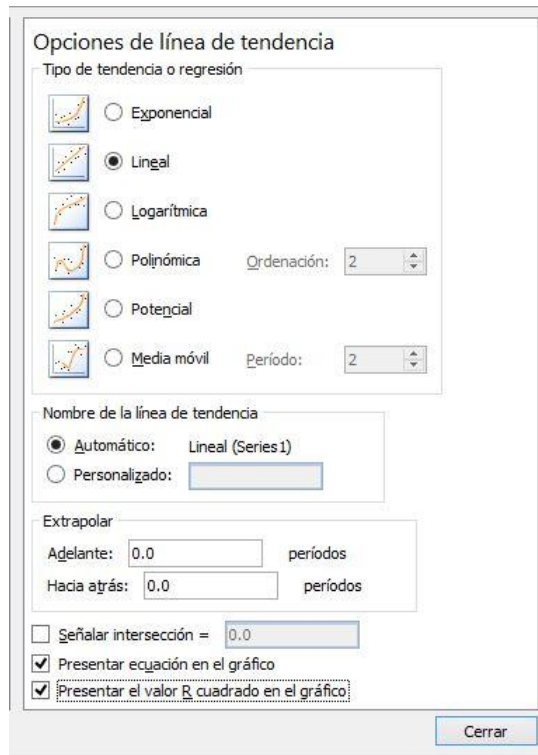 Opciones de línea de tendencia
Tipo de tendencia o regresión
Exponencial
Lineal
Logarítmica
Polinómica Ordenación: 2
Potencial
Media móvil Período: 2
Nombre de la línea de tendencia
Automático: Lineal (Series1)
Personalizado:
Extrapolar
Adelante: 0.0 períodos
Hacia atrás: 0.0 períodos
Señalar intersección = 0.0
Presentar ecuación en el gráfico
Presentar el valor R cuadrado en el gráfico
Cerrar